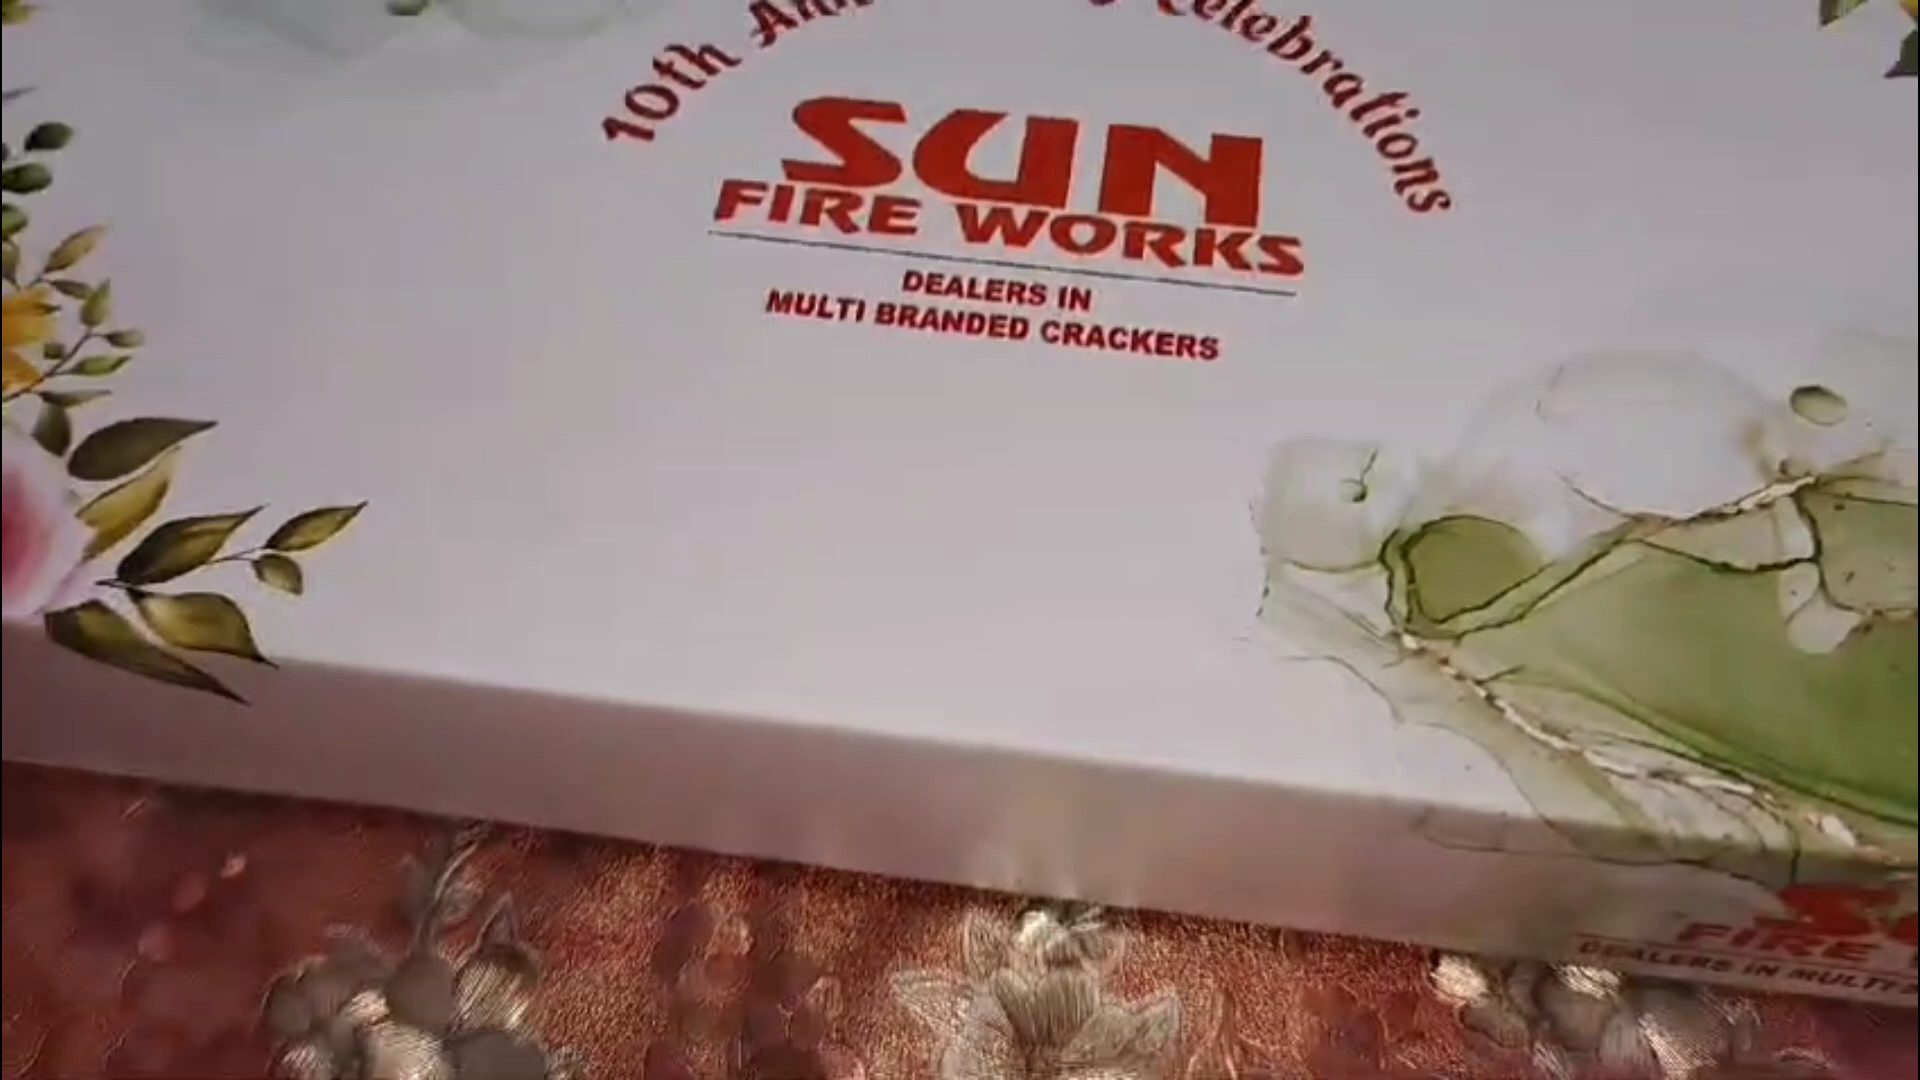 10th Celebrations
SUN
FIRE WORKS
DEALERS IN
MULTI BRANDED CRACKERS
FIRE
DEALERS IN MULTI